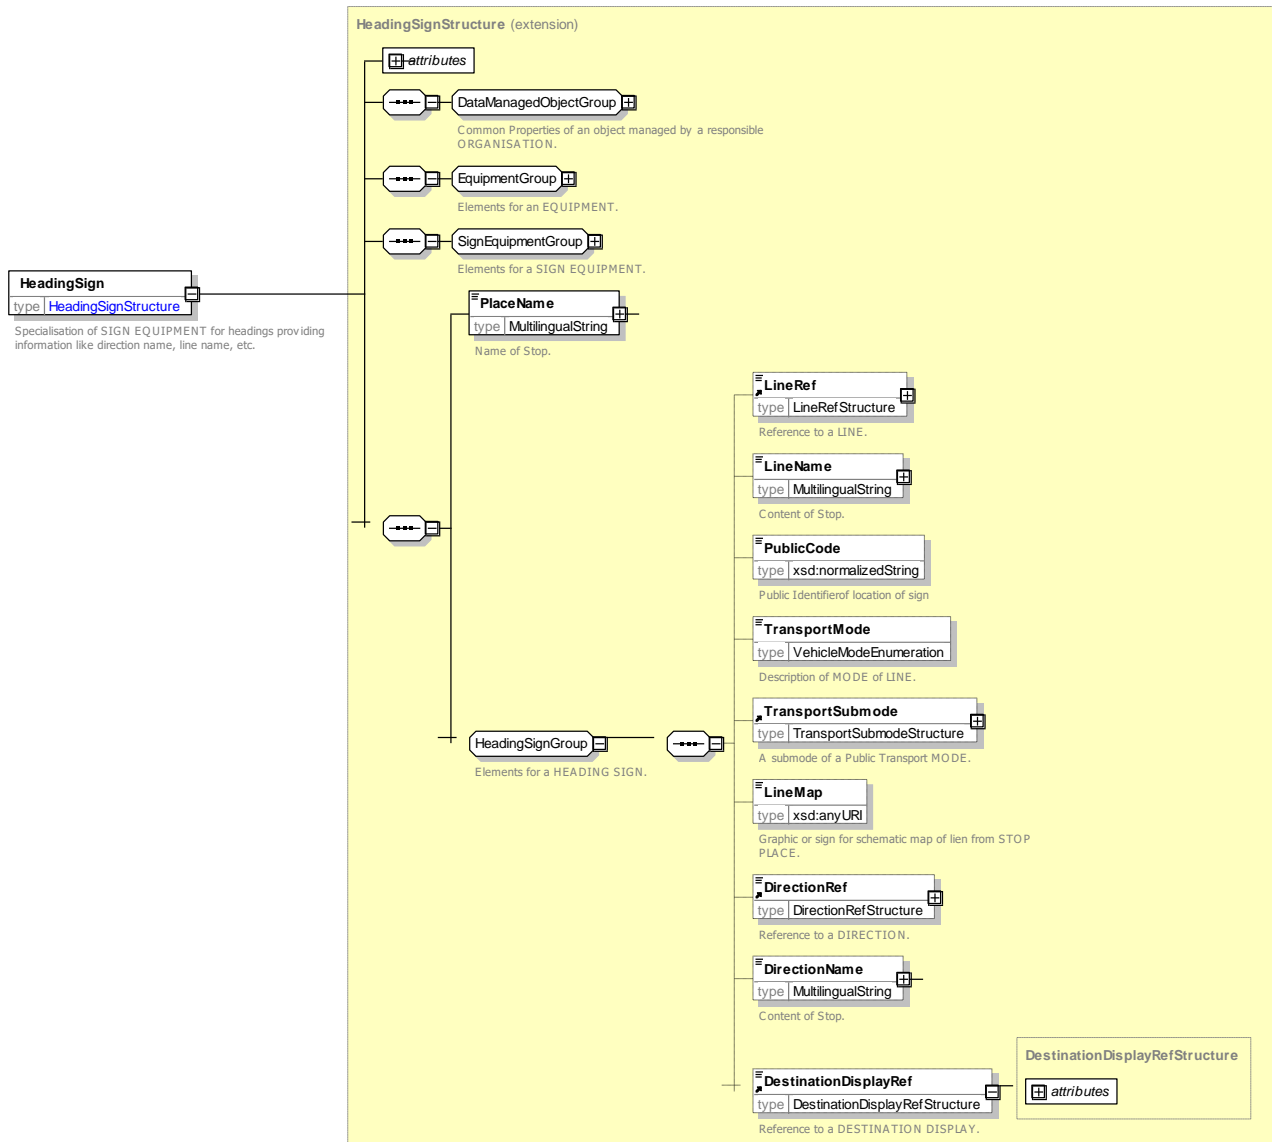 HeadingSignStructure (extension)
attributes
DataManagedObjectGroup
Common Properties of an object managed by a responsible
ORGANISATION.
EquipmentGroup
Elements for an EQUIPMENT.
SignEquipmentGroup
Elements for a SIGN EQUIPMENT.
HeadingSign
type HeadingSignStructure
Specialisation of SIGN EQUIPMENT for headings providing
information like direction name, line name, etc.
PlaceName
type MultilingualString
Name of Stop.
LineRef
type LineRefStructure
Reference to a LINE.
LineName
type MultilingualString
Content of Stop.
PublicCode
type xsd:normalizedString
Public Identifierof location of sign
TransportMode
type VehicleModeEnumeration
Description of MODE of LINE.
TransportSubmode
type TransportSubmodeStructure
A submode of a Public Transport MODE.
HeadingSignGroup
Elements for a HEADING SIGN.
LineMap
type xsd:anyURI
Graphic or sign for schematic map of lien from STOP
PLACE.
DirectionRef
type DirectionRefStructure
Reference to a DIRECTION.
DirectionName
type MultilingualString
Content of Stop.
DestinationDisplayRef
type DestinationDisplayRefStructure
Reference to a DESTINATION DISPLAY.
DestinationDisplayRefStructure
attributes